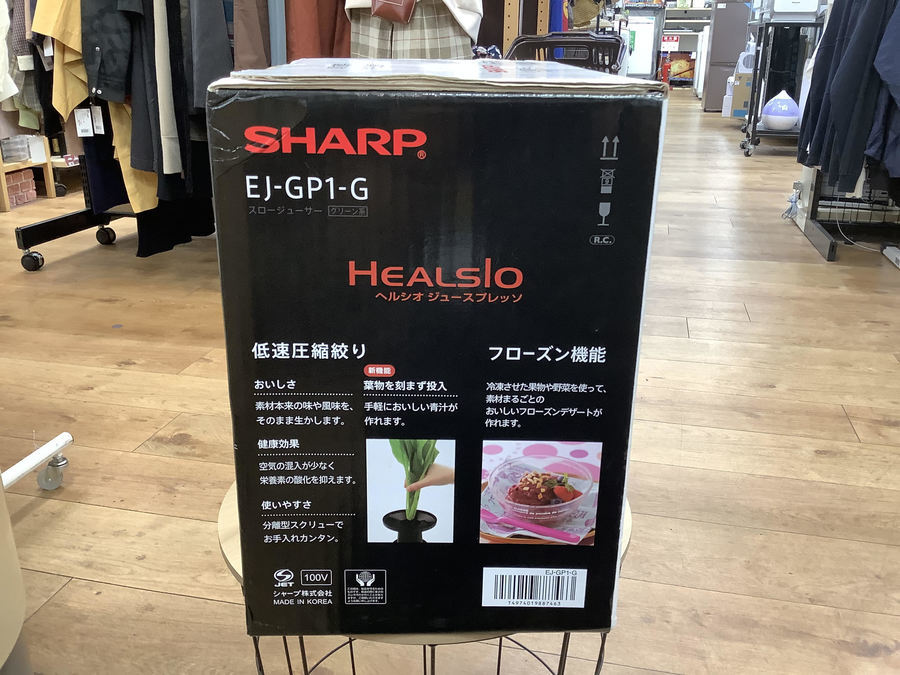 SHARP®
EJ-GP1-G
スロージューサー グリーン系
R.C.
HEALSIO
ヘルシオ ジュースプレッソ
低速圧縮絞り
おいしさ
素材本来の味や風味を、
そのまま生かします。
健康効果
空気の混入が少なく
栄養素の酸化を抑えます。
使いやすさ
分離型スクリューで
お手入れカンタン。
新機能
葉物を刻まず投入
手軽においしい青汁が
作れます。
フローズン機能
冷凍させた果物や野菜を使って、
素材まるごとの
おいしいフローズンデザートが
作れます。
S
JET
100V
シャープ株式会社
MADE IN KOREA
EJ-GP1-G
T4974019887463